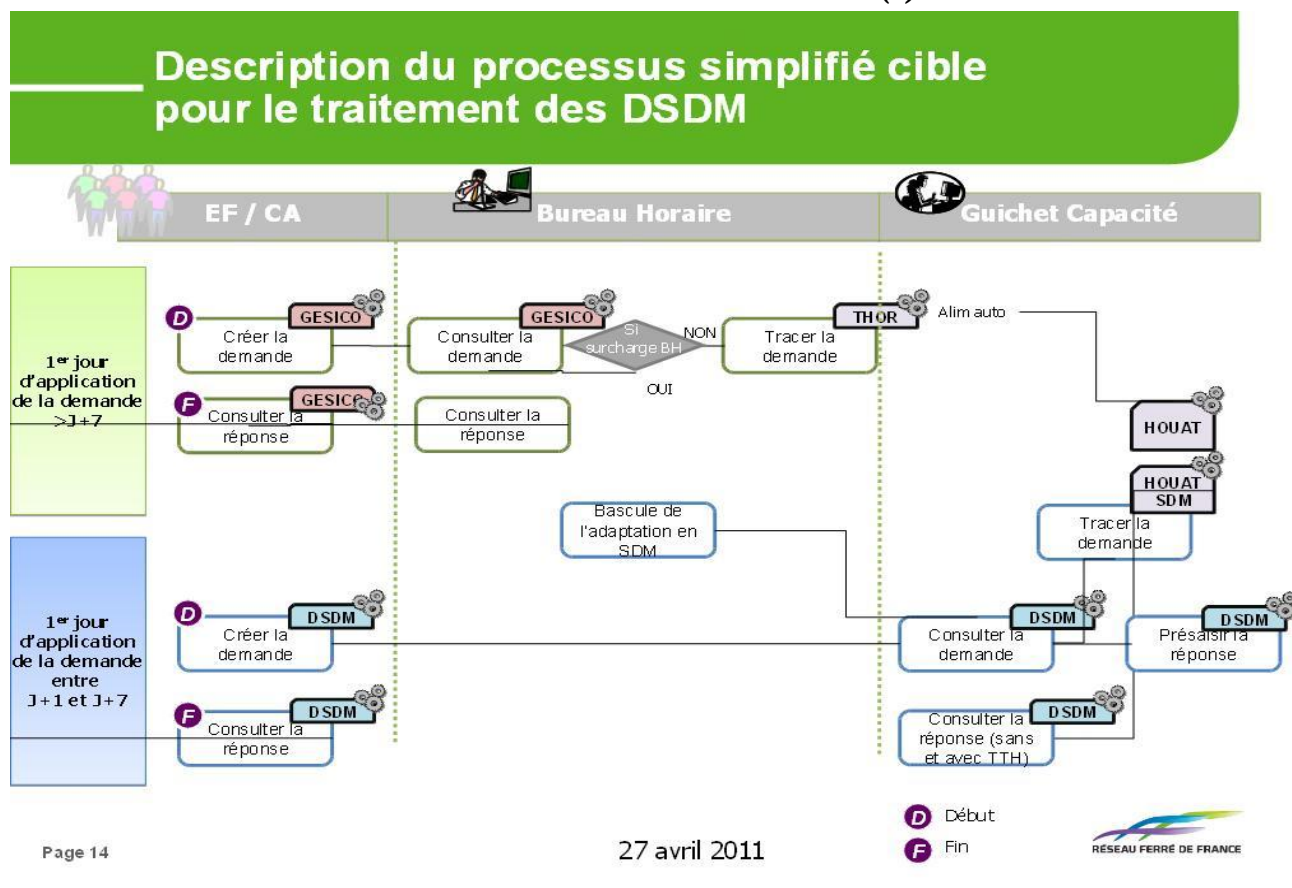 (s)
Description du processus simplifié cible
pour le traitement des DSDM
EF / CA
Bureau Horaire
Guichet Capacité
1er jour
d'application
de la demande
>J+7
D
GESICO
Créer la
demande
GESICO
Consulter la
demande
Si
surcharge BH
NON
OUI
THOR
Tracer la
demande
Alim auto
F
GESICO
Consulter la
réponse
Consulter la
réponse
HOUAT
HOUAT
SDM
Tracer la
demande
Bascule de
l'adaptation en
SDM
1er jour
d'application
de la demande
entre
J+1 et J+7
D
DSDM
Créer la
demande
DSDM
Consulter la
demande
DSDM
Présaisir la
réponse
F
DSDM
Consulter la
réponse
DSDM
Consulter la
réponse (sans
et avec TTH)
D Début
F Fin
Page 14
27 avril 2011
RÉSEAU FERRÉ DE FRANCE